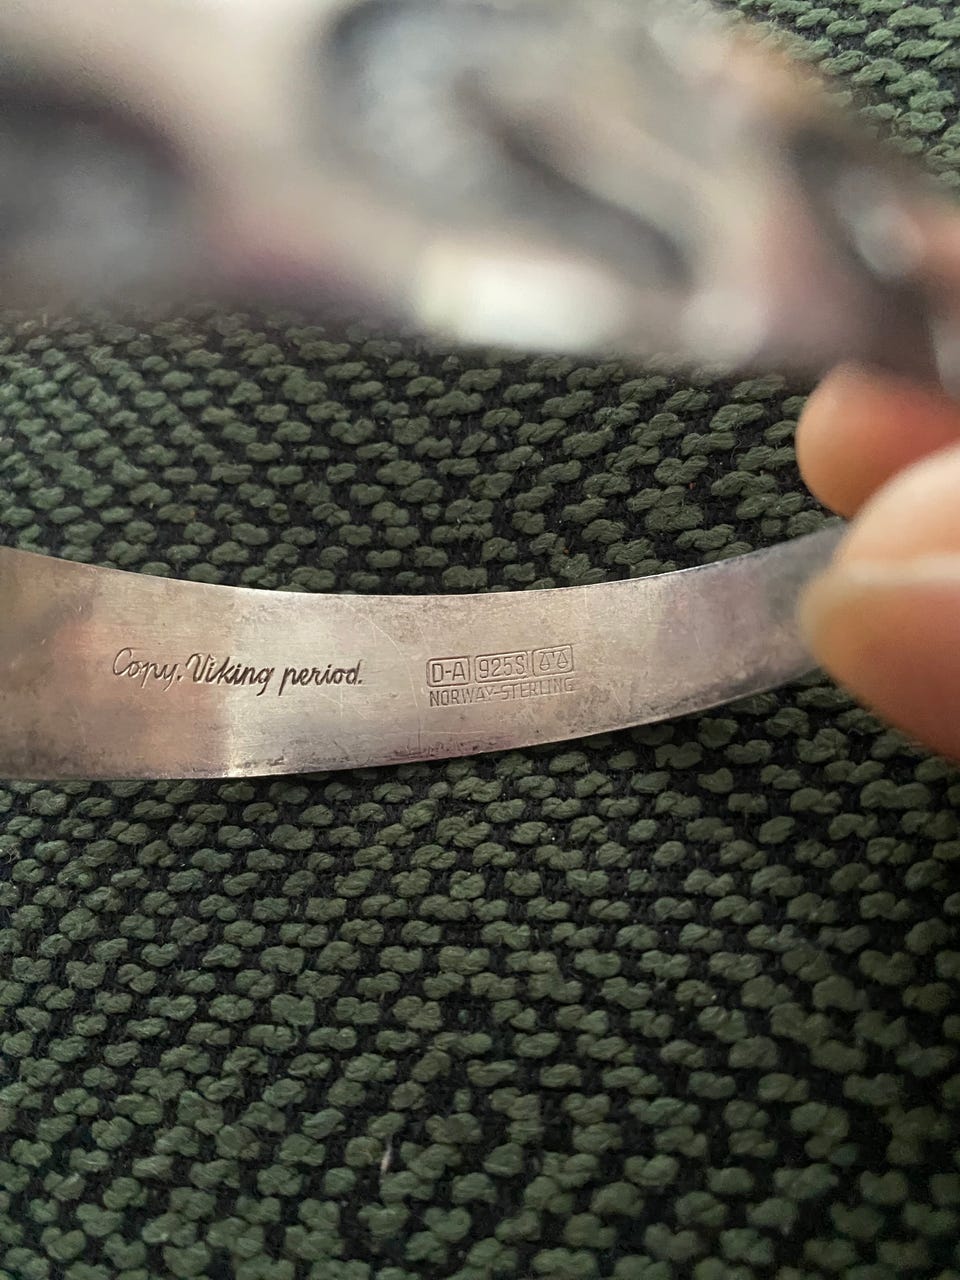 Copy. Viking period.
D-A 925S
NORWAY-STERLING